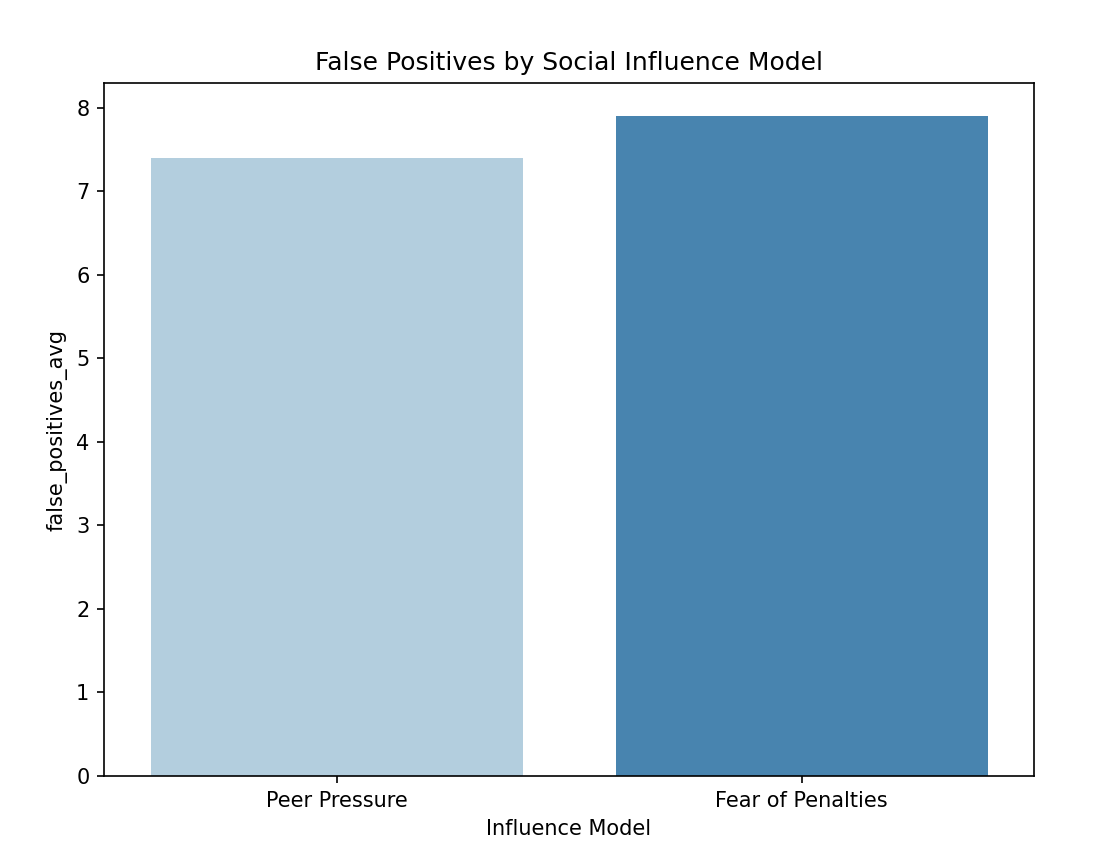 False Positives by Social Influence Model
8
7
6
5
4
3
2
1
0
false_positives_avg
Peer Pressure
Fear of Penalties
Influence Model